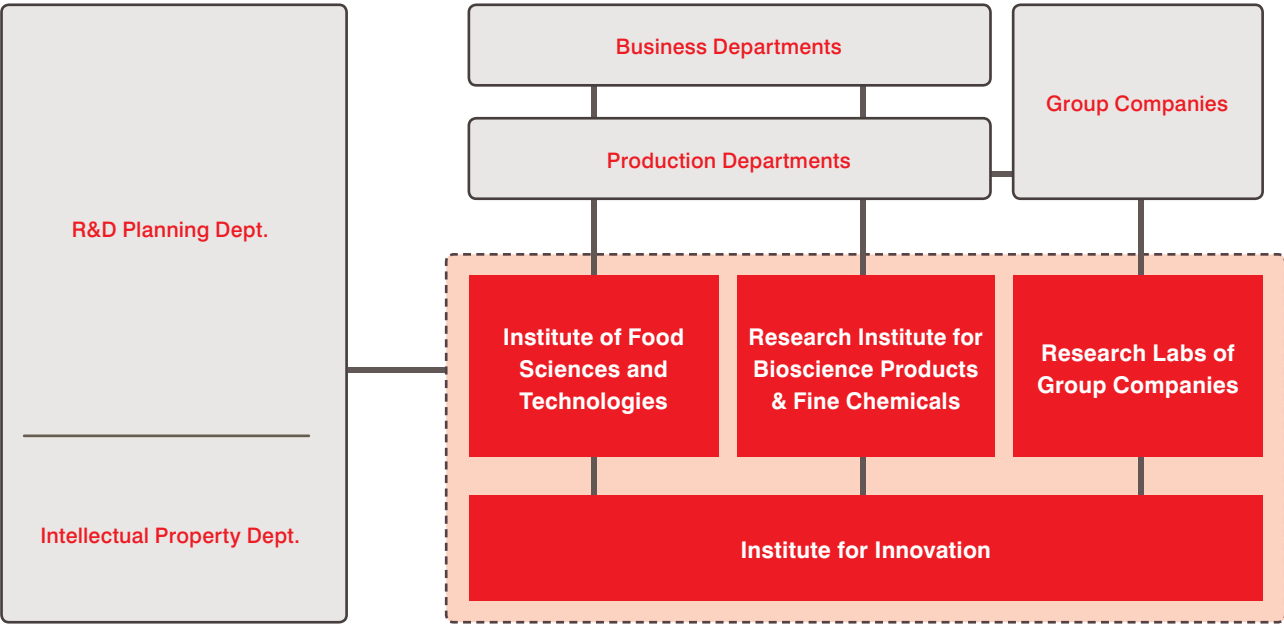 Business Departments
Group Companies
Production Departments
R&D Planning Dept.
Institute of Food
Sciences and
Technologies
Research Institute for
Bioscience Products
& Fine Chemicals
Research Labs of
Group Companies
Intellectual Property Dept.
Institute for Innovation